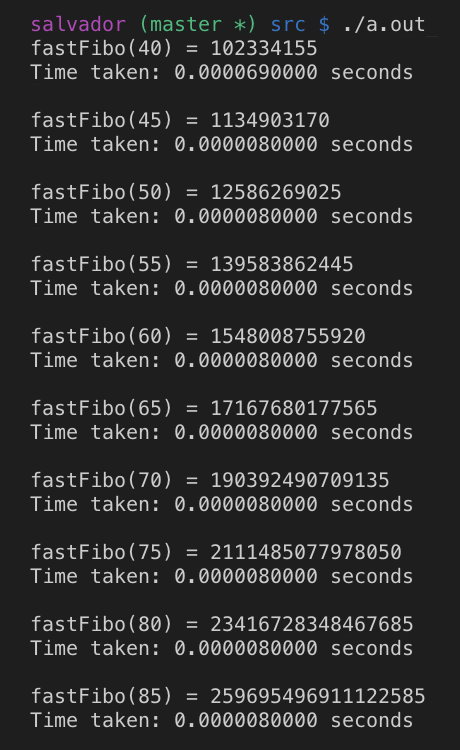 salvador (master *) src $ ./a.out
fastFibo(40) = 102334155
Time taken: 0.0000690000 seconds
fastFibo(45) = 1134903170
Time taken: 0.0000080000 seconds
fastFibo(50) = 12586269025
Time taken: 0.0000080000 seconds
fastFibo(55) = 139583862445
Time taken: 0.0000080000 seconds
fastFibo(60) = 1548008755920
Time taken: 0.0000080000 seconds
fastFibo(65) = 17167680177565
Time taken: 0.0000080000 seconds
fastFibo(70) = 190392490709135
Time taken: 0.0000080000 seconds
fastFibo(75) = 2111485077978050
Time taken: 0.0000080000 seconds
fastFibo(80) = 23416728348467685
Time taken: 0.0000080000 seconds
fastFibo(85) = 259695496911122585
Time taken: 0.0000080000 seconds